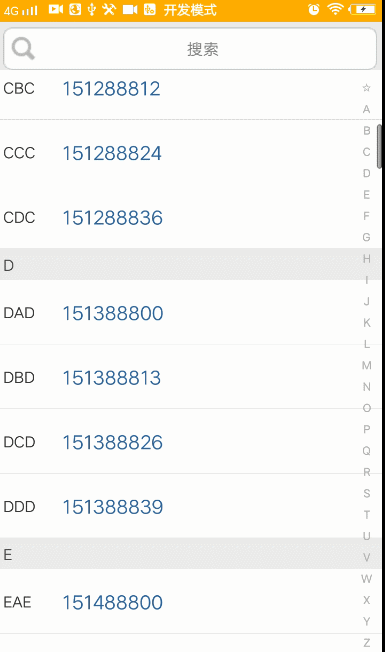 4G 开发模式
搜索
CBC 151288812
CCC 151288824
CDC 151288836
D
DAD 151388800
DBD 151388813
DCD 151388826
DDD 151388839
E
EAE 151488800
☆
A
B
C
D
E
F
G
H
I
J
K
L
M
N
O
P
Q
R
S
T
U
V
W
X
Y
Z